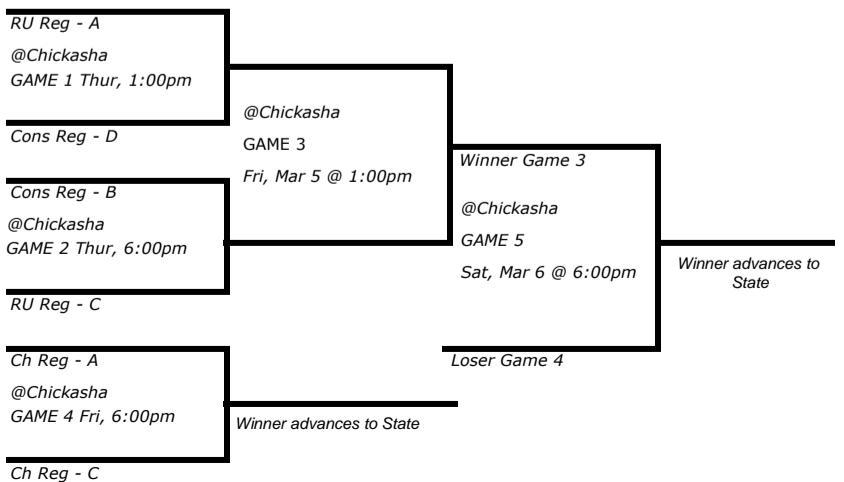 RU Reg - A
@Chickasha
GAME 1 Thur, 1:00pm
Cons Reg - D
@Chickasha
GAME 3
Fri, Mar 5 @ 1:00pm
Cons Reg - B
@Chickasha
GAME 2 Thur, 6:00pm
RU Reg - C
Winner Game 3
@Chickasha
GAME 5
Sat, Mar 6 @ 6:00pm
Loser Game 4
Winner advances to
State
Ch Reg - A
@Chickasha
GAME 4 Fri, 6:00pm
Ch Reg - C
Winner advances to State